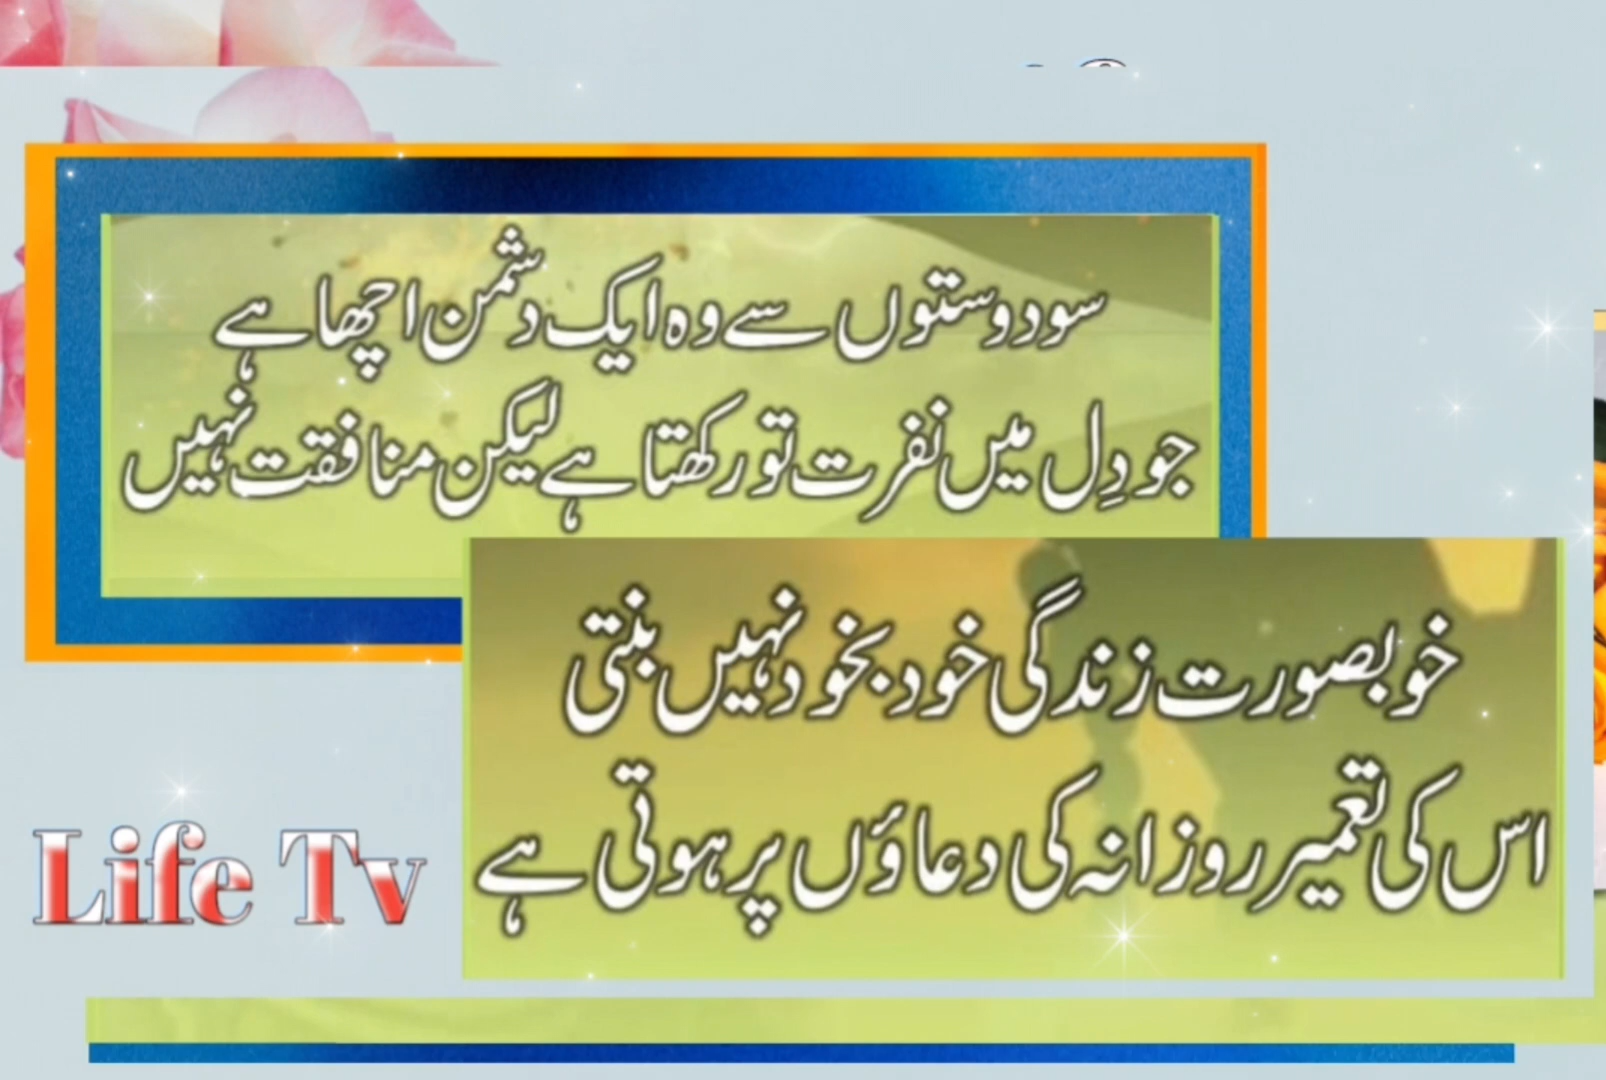 سو دوستوں سے وہ ایک دشمن اچھا ہے
جو دِل میں نفرت تو رکھتا ہے لیکن منافقت نہیں
خوبصورت زندگی خود بخود نہیں بنتی
اس کی تعمیر روزانہ کی دعاؤں پر ہوتی ہے
Life Tv